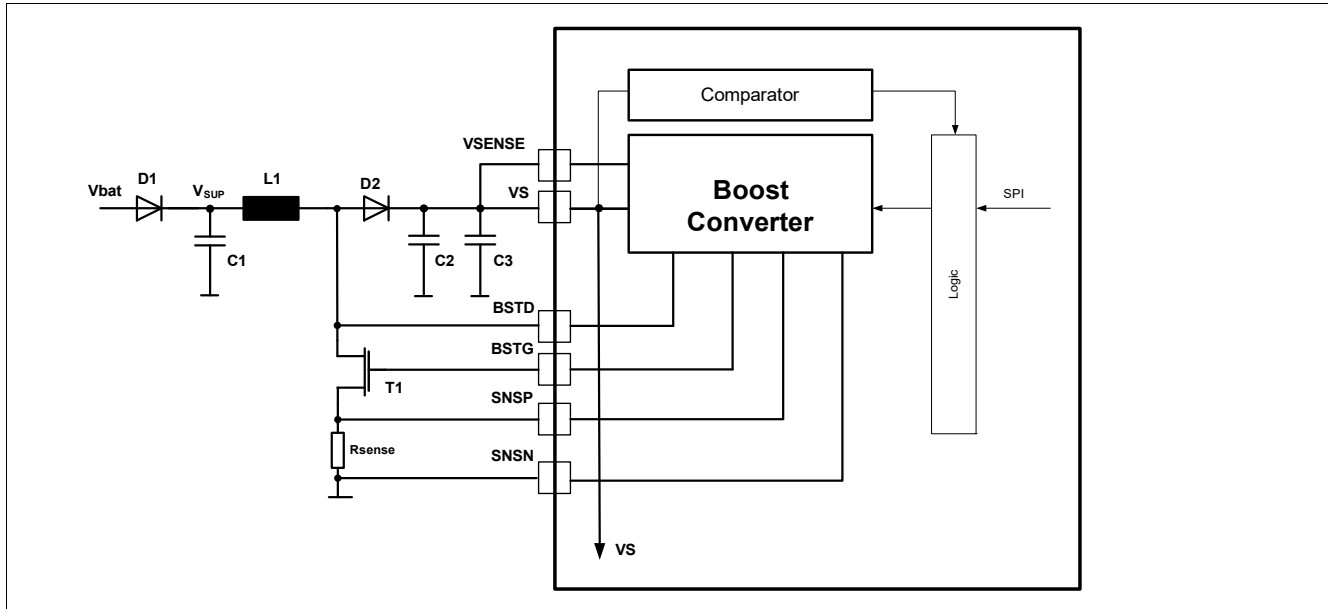 Comparator
VSENSE
Vbat
D1
VSUP
L1
D2
VS
Boost
Converter
SPI
C1
C2
C3
Logic
BSTD
BSTG
T1
SNSP
Rsense
SNSN
VS